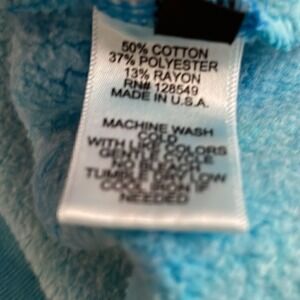 50% COTTON
37% POLYESTER
13% RAYON
RN# 128549
MADE IN U.S.A.
MACHINE WASH
COLD
WITH LIKE COLORS
GENTLE CYCLE
NO BLEACH
TUMBLE DRY LOW
COOL IRON IF
NEEDED